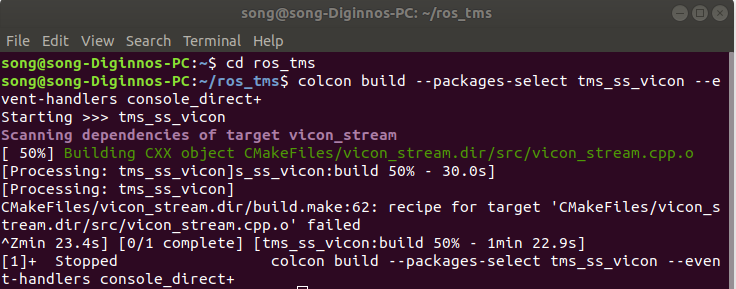 song@song-Diginnos-PC: ~/ros_tms
File Edit View Search Terminal Help
song@song-Diginnos-PC:~$ cd ros_tms
song@song-Diginnos-PC:~/ros_tms$ colcon build --packages-select tms_ss_vicon --e
vent-handlers console_direct+
Starting >>> tms_ss_vicon
Scanning dependencies of target vicon_stream
[ 50%] Building CXX object CMakeFiles/vicon_stream.dir/src/vicon_stream.cpp.o
[Processing: tms_ss_vicon]s_ss_vicon:build 50% - 30.0s]
[Processing: tms_ss_vicon]
CMakeFiles/vicon_stream.dir/build.make:62: recipe for target 'CMakeFiles/vicon_s
tream.dir/src/vicon_stream.cpp.o' failed
^Zmin 23.4s] [0/1 complete] [tms_ss_vicon:build 50% - 1min 22.9s]
[1]+  Stopped                 colcon build --packages-select tms_ss_vicon --even
t-handlers console_direct+